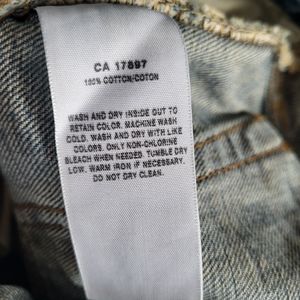 CA 17897
100% COTTON/COTON
WASH AND DRY INSIDE OUT TO
RETAIN COLOR. MACHINE WASH
COLD. WASH AND DRY WITH LIKE
COLORS. ONLY NON-CHLORINE
BLEACH WHEN NEEDED. TUMBLE DRY
LOW. WARM IRON IF NECESSARY.
DO NOT DRY CLEAN.